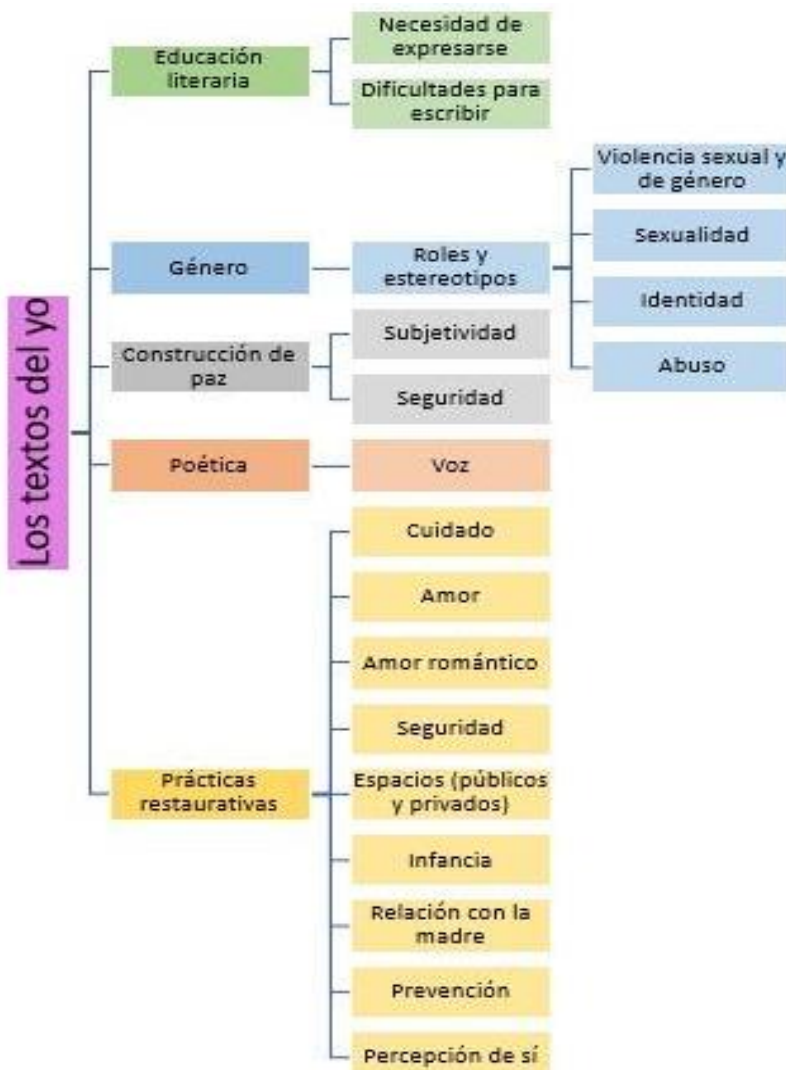 Los textos del yo
Educación
literaria
Necesidad de
expresarse
Dificultades para
escribir
Género
Roles y
estereotipos
Violencia sexual y
de género
Sexualidad
Identidad
Abuso
Construcción de
paz
Subjetividad
Seguridad
Poética
Voz
Prácticas
restaurativas
Cuidado
Amor
Amor romántico
Seguridad
Espacios (públicos
y privados)
Infancia
Relación con la
madre
Prevención
Percepción de sí